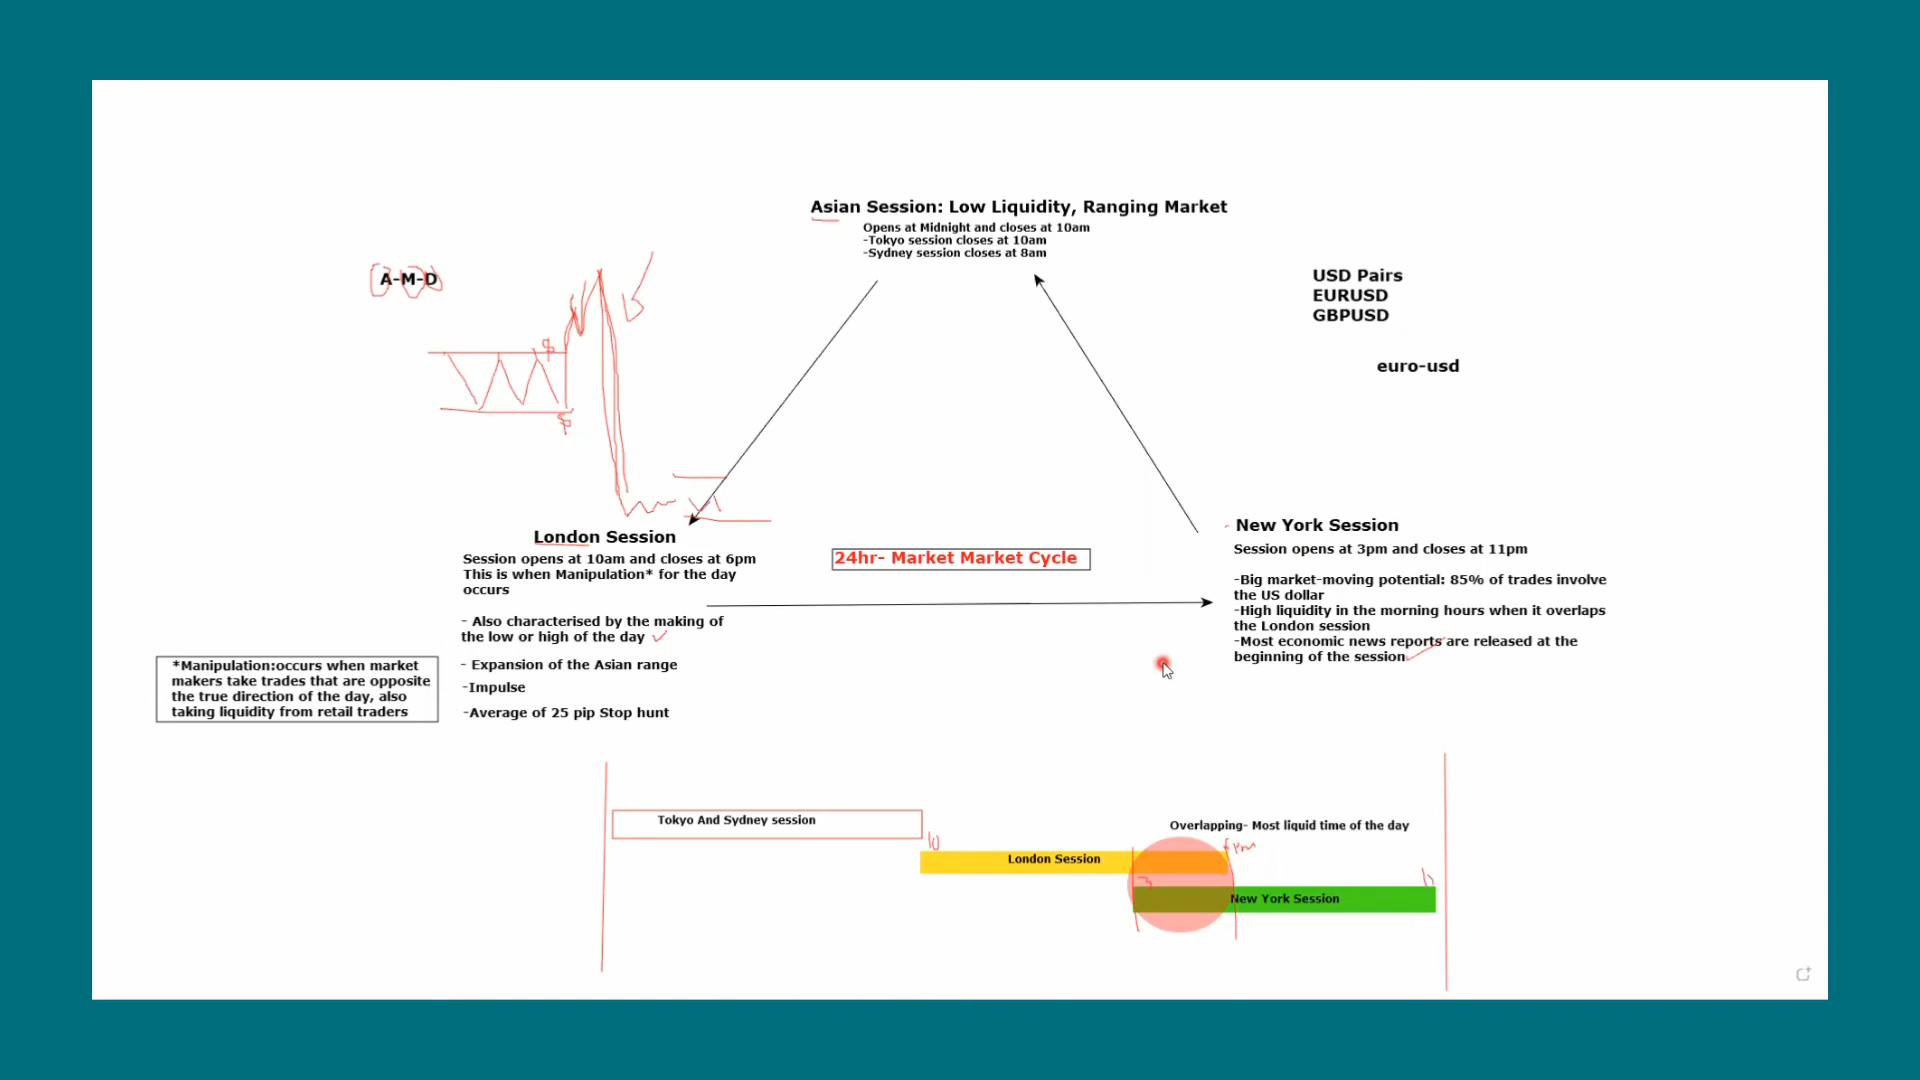 Asian Session: Low Liquidity, Ranging Market
Opens at Midnight and closes at 10am
-Tokyo session closes at 10am
-Sydney session closes at 8am
A-M-D
USD Pairs
EURUSD
GBPUSD
euro-usd
$
$
London Session
Session opens at 10am and closes at 6pm
This is when Manipulation* for the day
occurs
- Also characterised by the making of
the low or high of the day
- Expansion of the Asian range
-Impulse
-Average of 25 pip Stop hunt
24hr- Market Market Cycle
New York Session
Session opens at 3pm and closes at 11pm
-Big market-moving potential: 85% of trades involve
the US dollar
-High liquidity in the morning hours when it overlaps
the London session
-Most economic news reports are released at the
beginning of the session
*Manipulation:occurs when market
makers take trades that are opposite
the true direction of the day, also
taking liquidity from retail traders
Tokyo And Sydney session
10
Overlapping- Most liquid time of the day
6pm
London Session
3
New York Session